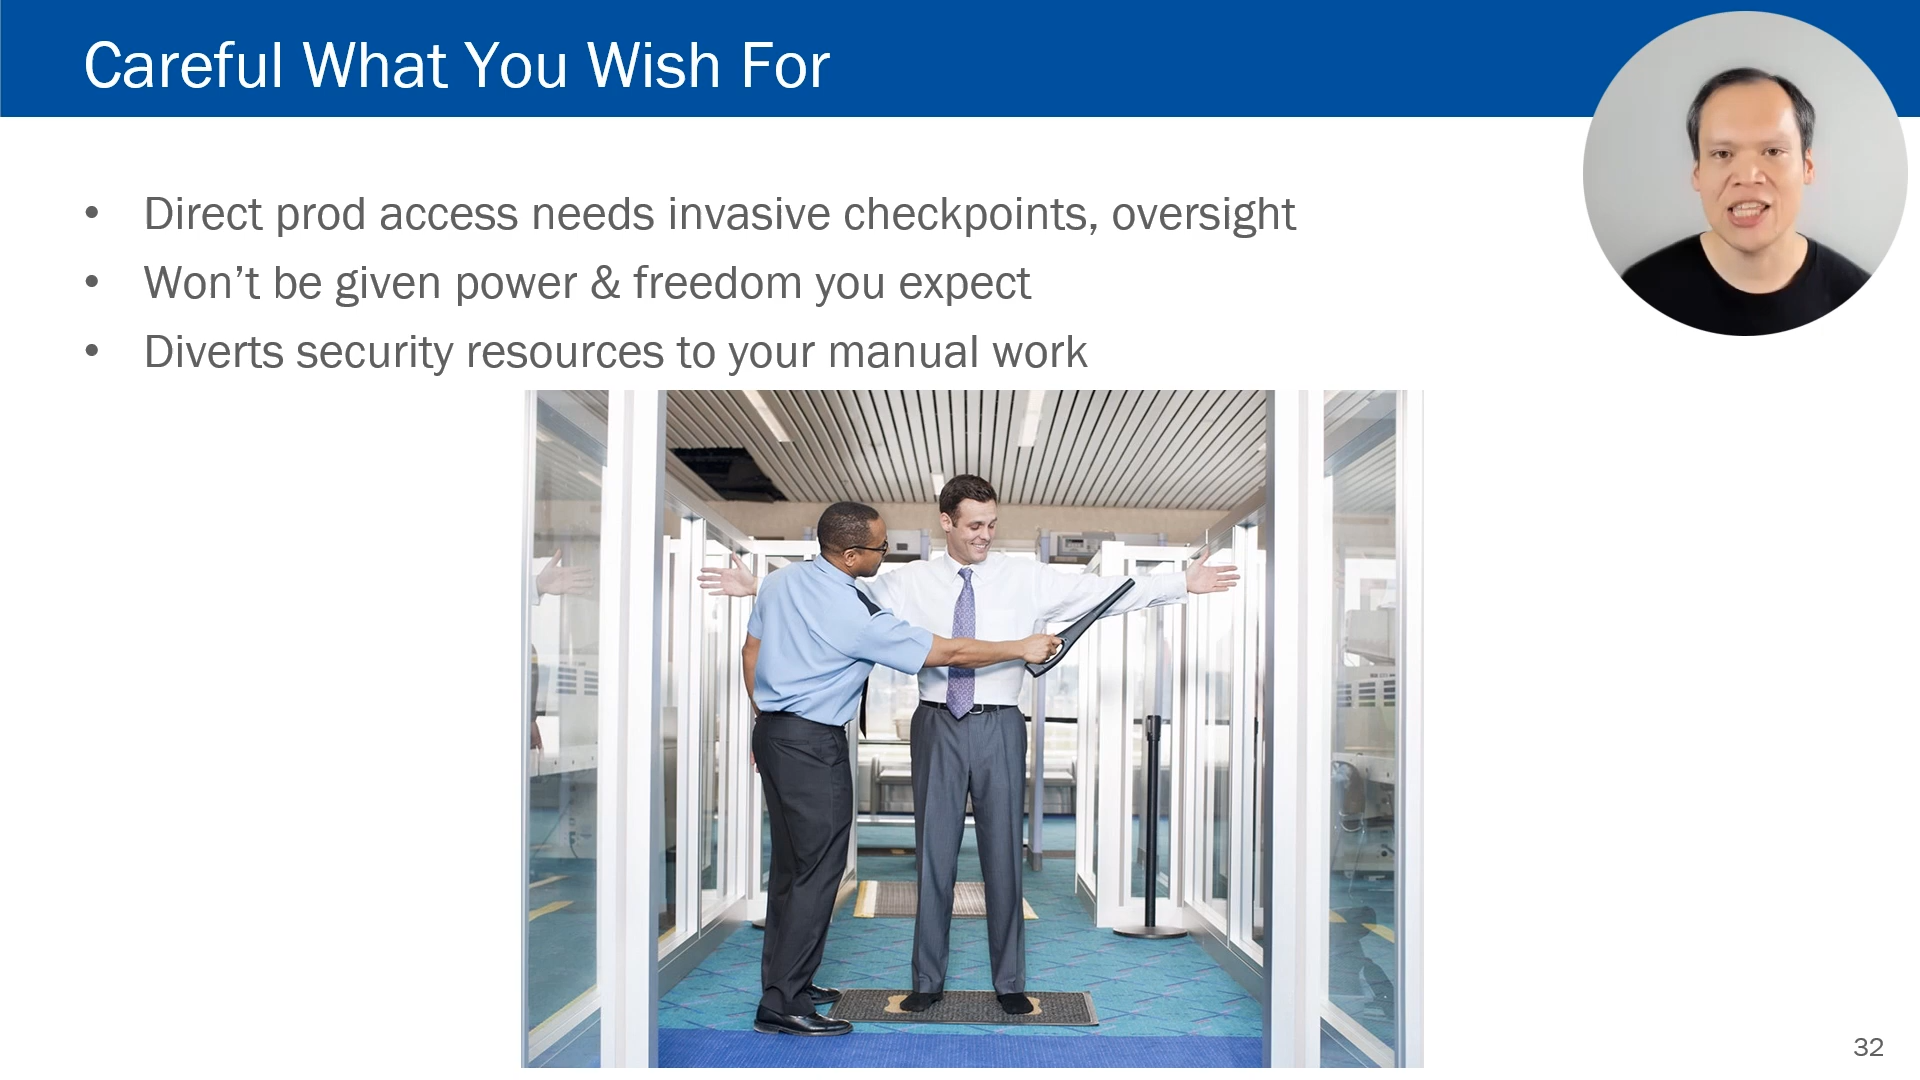 Careful What You Wish For
• Direct prod access needs invasive checkpoints, oversight
• Won’t be given power & freedom you expect
• Diverts security resources to your manual work
32